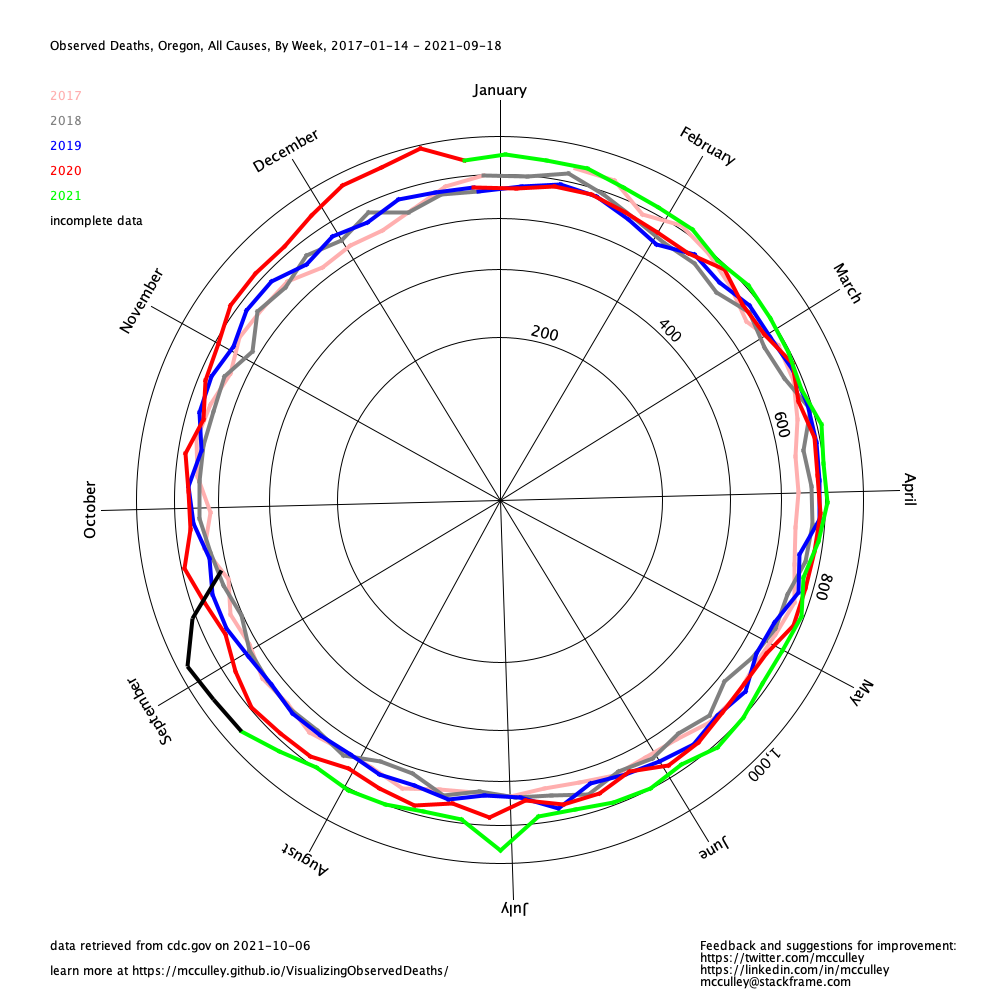 Observed Deaths, Oregon, All Causes, By Week, 2017-01-14 - 2021-09-18
2017
2018
2019
2020
2021
incomplete data
January
February
March
April
May
June
July
August
September
October
November
December
200
400
600
800
1,000
data retrieved from cdc.gov on 2021-10-06
learn more at https://mcculley.github.io/VisualizingObservedDeaths/
Feedback and suggestions for improvement:
https://twitter.com/mcculley
https://linkedin.com/in/mcculley
mcculley@stackframe.com